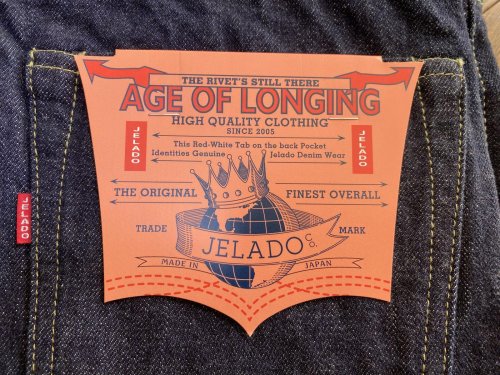 THE RIVET'S STILL THERE
AGE OF LONGING
HIGH QUALITY CLOTHING
SINCE 2005
This Red-White Tab on the back Pocket
Identities Genuine Jelado Denim Wear
JELADO
JELADO
THE ORIGINAL FINEST OVERALL
TRADE MARK
JELADO CO.
MADE IN JAPAN
JELADO